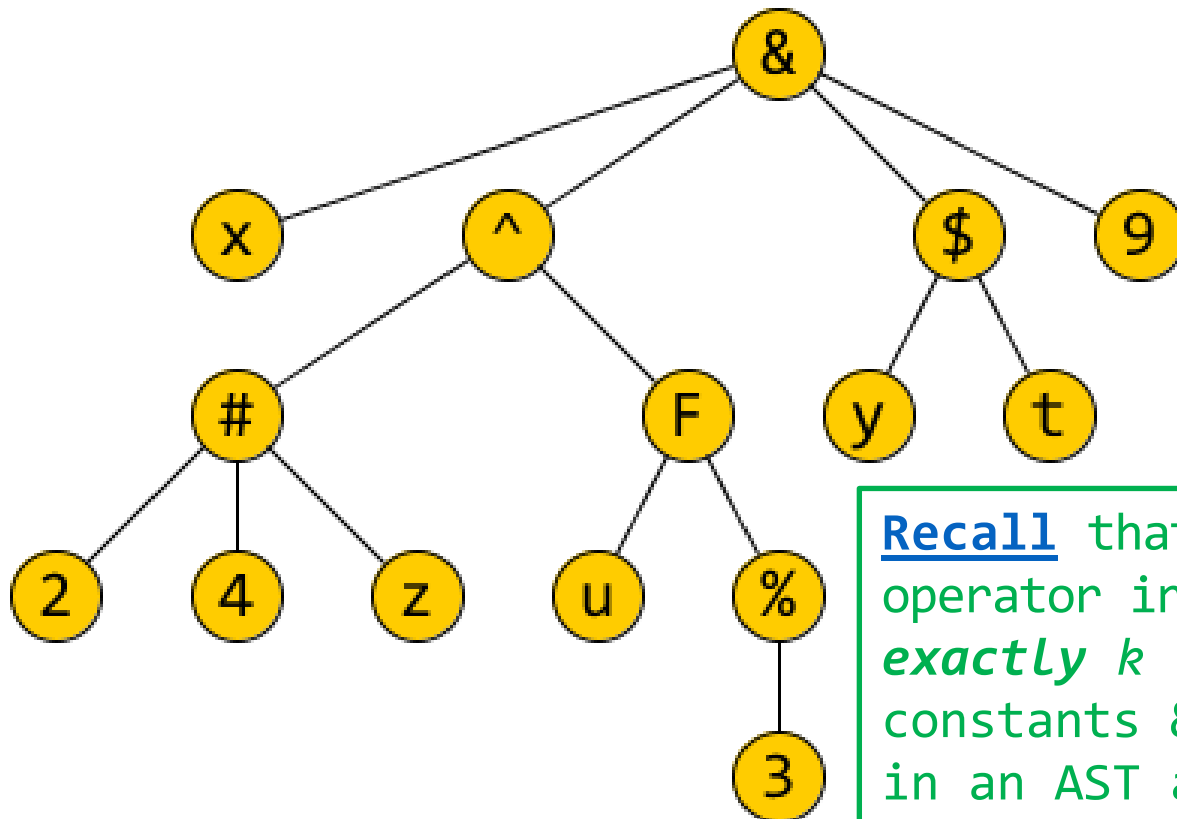 &
x ^ $ 9
# F y t
2 4 z u %
3
Recall that
operator in
exactly k
constants &
in an AST a